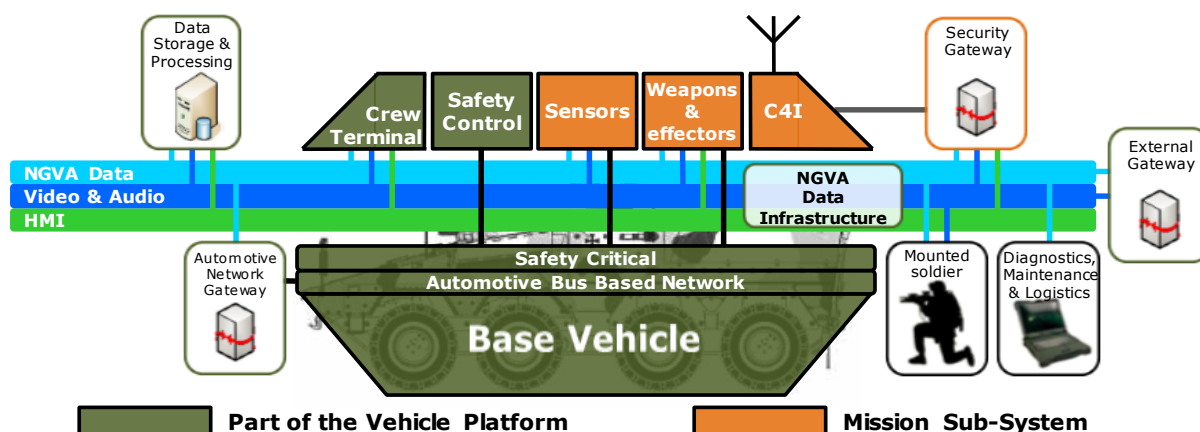 Data
Storage &
Processing
Crew
Terminal
Safety
Control
Sensors
Weapons
&
effectors
C4I
Security
Gateway
External
Gateway
NGVA Data
Video & Audio
HMI
NGVA
Data
Infrastructure
Automotive
Network
Gateway
Safety Critical
Automotive Bus Based Network
Base Vehicle
Mounted
soldier
Diagnostics,
Maintenance
& Logistics
Part of the Vehicle Platform
Mission Sub-System